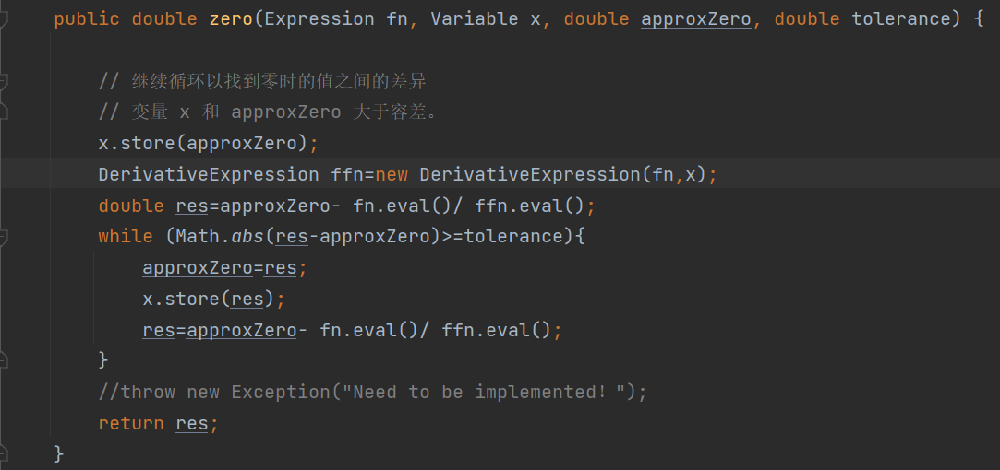 public double zero(Expression fn, Variable x, double approxZero, double tolerance) {
// 继续循环以找到零时的值之间的差异
// 变量 x 和 approxZero 大于容差。
x.store(approxZero);
DerivativeExpression ffn=new DerivativeExpression(fn,x);
double res=approxZero- fn.eval()/ ffn.eval();
while (Math.abs(res-approxZero)>=tolerance){
approxZero=res;
x.store(res);
res=approxZero- fn.eval()/ ffn.eval();
}
//throw new Exception("Need to be implemented！");
return res;
}